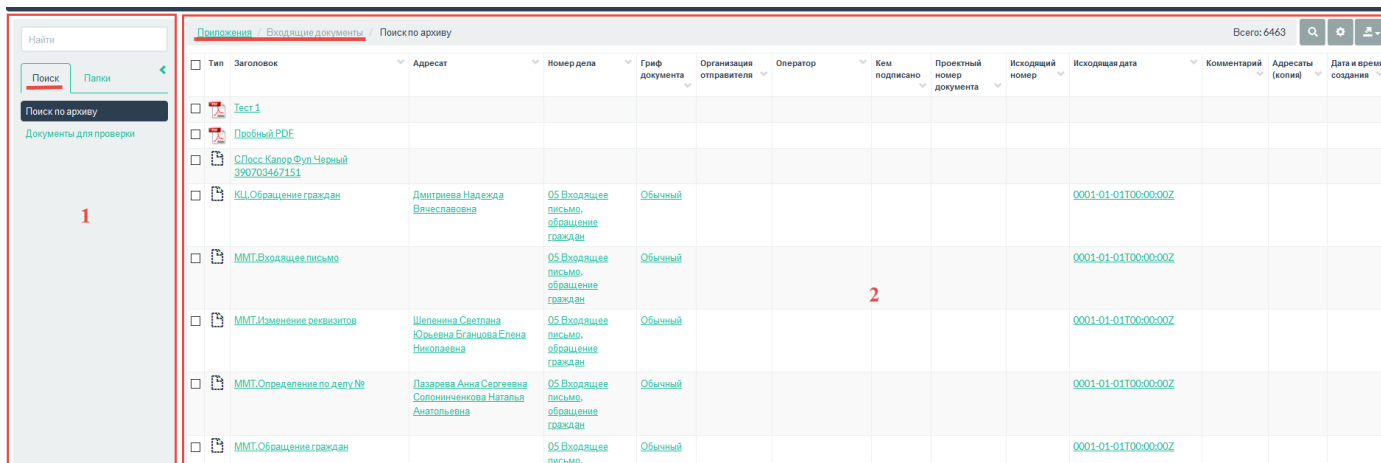 Найти
Поиск Папки
Поиск по архиву
Документы для проверки
1
Приложения / Входящие документы / Поиск по архиву Всего: 6463
Тип Заголовок Адресат Номер дела Гриф документа Организация отправителя Оператор Кем подписано Проектный номер документа Исходящий номер Исходящая дата Комментарий Адресаты (копия) Дата и время создания
Тест 1
Пробный PDF
СЛосс Капор Фул Черный
390703467151
КЦ.Обращение граждан Дмитриева Надежда 05 Входящее Обычный 0001-01-01T00:00:00Z
Вячеславовна письмо,
обращение
граждан
ММТ.Входящее письмо 05 Входящее Обычный 0001-01-01T00:00:00Z
письмо,
обращение
граждан
2
ММТ.Изменение реквизитов Шепенина Светлана 05 Входящее Обычный 0001-01-01T00:00:00Z
Юрьевна Бганцова Елена письмо,
Николаевна обращение
граждан
ММТ.Определение по делу № Лазарева Анна Сергеевна 05 Входящее Обычный 0001-01-01T00:00:00Z
Солонинченкова Наталья письмо,
Анатольевна обращение
граждан
ММТ.Обращение граждан 05 Входящее Обычный 0001-01-01T00:00:00Z
письмо,